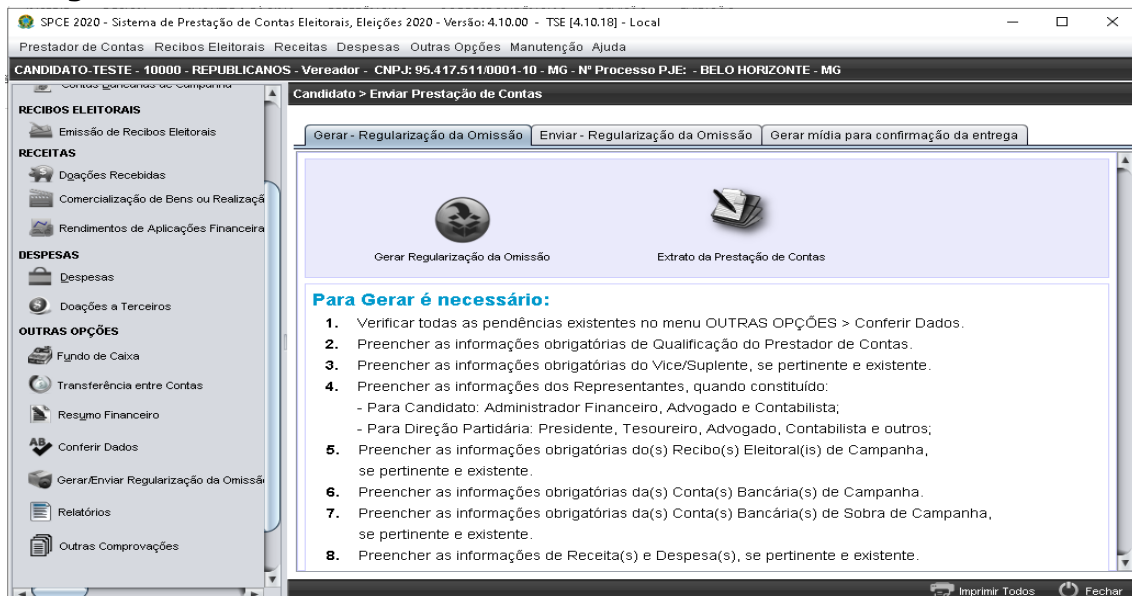 SPCE 2020 - Sistema de Prestação de Contas Eleitorais, Eleições 2020 - Versão: 4.10.00 - TSE [4.10.18] - Local
Prestador de Contas Recibos Eleitorais Receitas Despesas Outras Opções Manutenção Ajuda
CANDIDATO-TESTE - 10000 - REPUBLICANOS - Vereador - CNPJ: 95.417.511/0001-10 - MG - Nº Processo PJE: - BELO HORIZONTE - MG
Contas Bancárias de Campanha
RECIBOS ELEITORAIS
Emissão de Recibos Eleitorais
RECEITAS
Doações Recebidas
Comercialização de Bens ou Realizaçã
Rendimentos de Aplicações Financeira
DESPESAS
Despesas
Doações a Terceiros
OUTRAS OPÇÕES
Fundo de Caixa
Transferência entre Contas
Resumo Financeiro
Conferir Dados
Gerar/Enviar Regularização da Omissã
Relatórios
Outras Comprovações
Candidato > Enviar Prestação de Contas
Gerar - Regularização da Omissão Enviar - Regularização da Omissão Gerar mídia para confirmação da entrega
Gerar Regularização da Omissão Extrato da Prestação de Contas
Para Gerar é necessário:
1. Verificar todas as pendências existentes no menu OUTRAS OPÇÕES > Conferir Dados.
2. Preencher as informações obrigatórias de Qualificação do Prestador de Contas.
3. Preencher as informações obrigatórias do Vice/Suplente, se pertinente e existente.
4. Preencher as informações dos Representantes, quando constituído:
- Para Candidato: Administrador Financeiro, Advogado e Contabilista;
- Para Direção Partidária: Presidente, Tesoureiro, Advogado, Contabilista e outros;
5. Preencher as informações obrigatórias do(s) Recibo(s) Eleitoral(is) de Campanha,
se pertinente e existente.
6. Preencher as informações obrigatórias da(s) Conta(s) Bancária(s) de Campanha.
7. Preencher as informações obrigatórias da(s) Conta(s) Bancária(s) de Sobra de Campanha,
se pertinente e existente.
8. Preencher as informações de Receita(s) e Despesa(s), se pertinente e existente.
Imprimir Todos Fechar